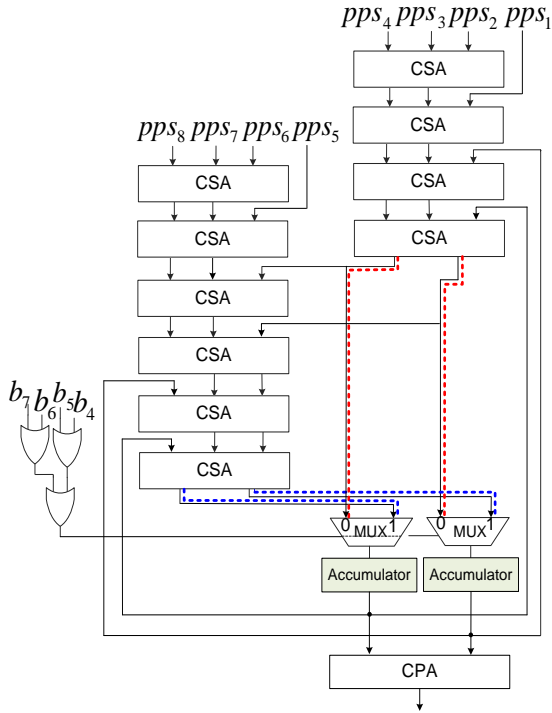 pps₄ pps₃ pps₂ pps₁
CSA
CSA
pps₈ pps₇ pps₆ pps₅
CSA
CSA
CSA
CSA
CSA
CSA
b₇ b₆ b₅ b₄
CSA
CSA
0 MUX 1
0 MUX 1
Accumulator
Accumulator
CPA